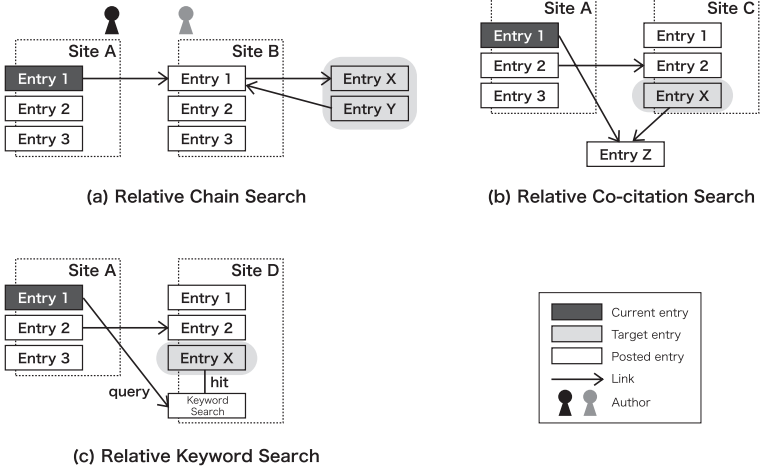 Site A
Entry 1
Entry 2
Entry 3
Site B
Entry 1
Entry 2
Entry 3
Entry X
Entry Y
(a) Relative Chain Search
Site A
Entry 1
Entry 2
Entry 3
Site C
Entry 1
Entry 2
Entry X
Entry Z
(b) Relative Co-citation Search
Site A
Entry 1
Entry 2
Entry 3
query
Site D
Entry 1
Entry 2
Entry X
hit
Keyword
Search
(c) Relative Keyword Search
Current entry
Target entry
Posted entry
Link
Author